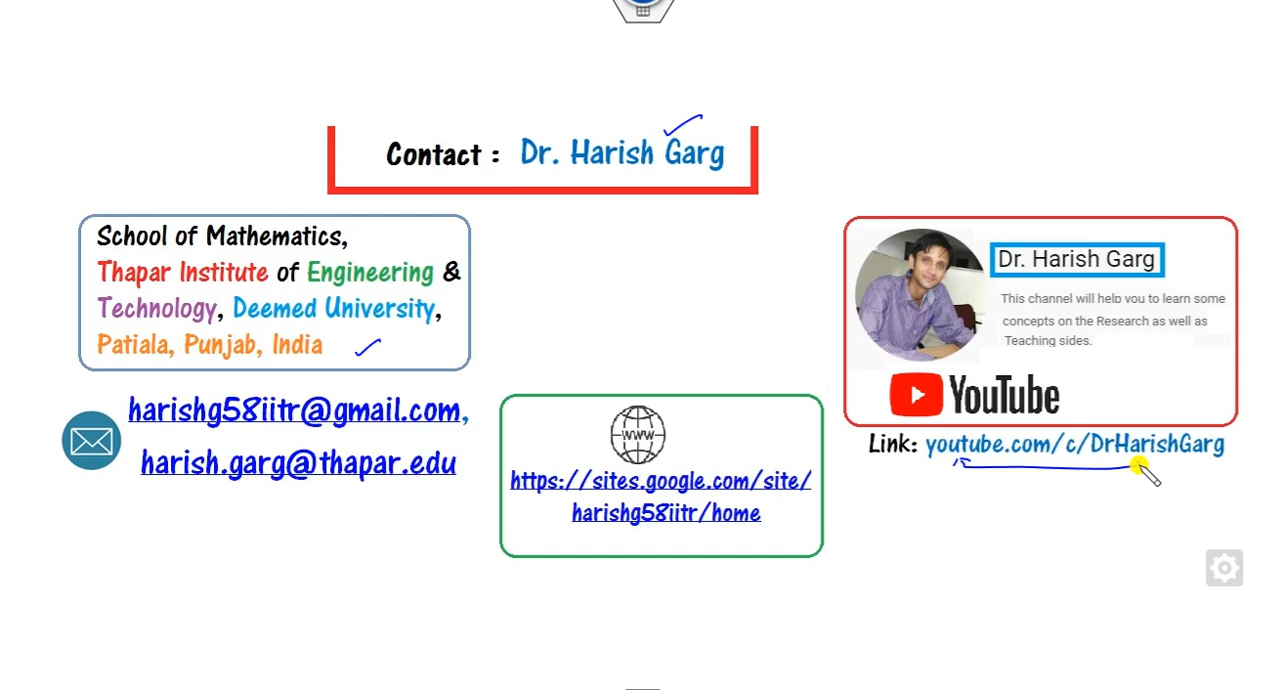 Contact : Dr. Harish Garg
School of Mathematics,
Thapar Institute of Engineering &
Technology, Deemed University,
Patiala, Punjab, India
harishg58iitr@gmail.com,
harish.garg@thapar.edu
www
https://sites.google.com/site/
harishg58iitr/home
Dr. Harish Garg
This channel will help you to learn some
concepts on the Research as well as
Teaching sides.
YouTube
Link: youtube.com/c/DrHarishGarg